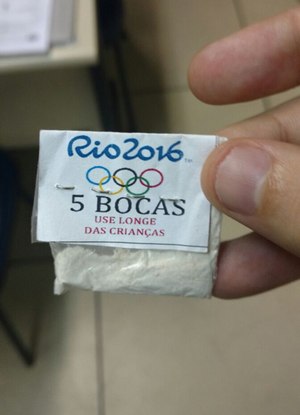 Rio2016
5 BOCAS
USE LONGE
DAS CRIANÇAS